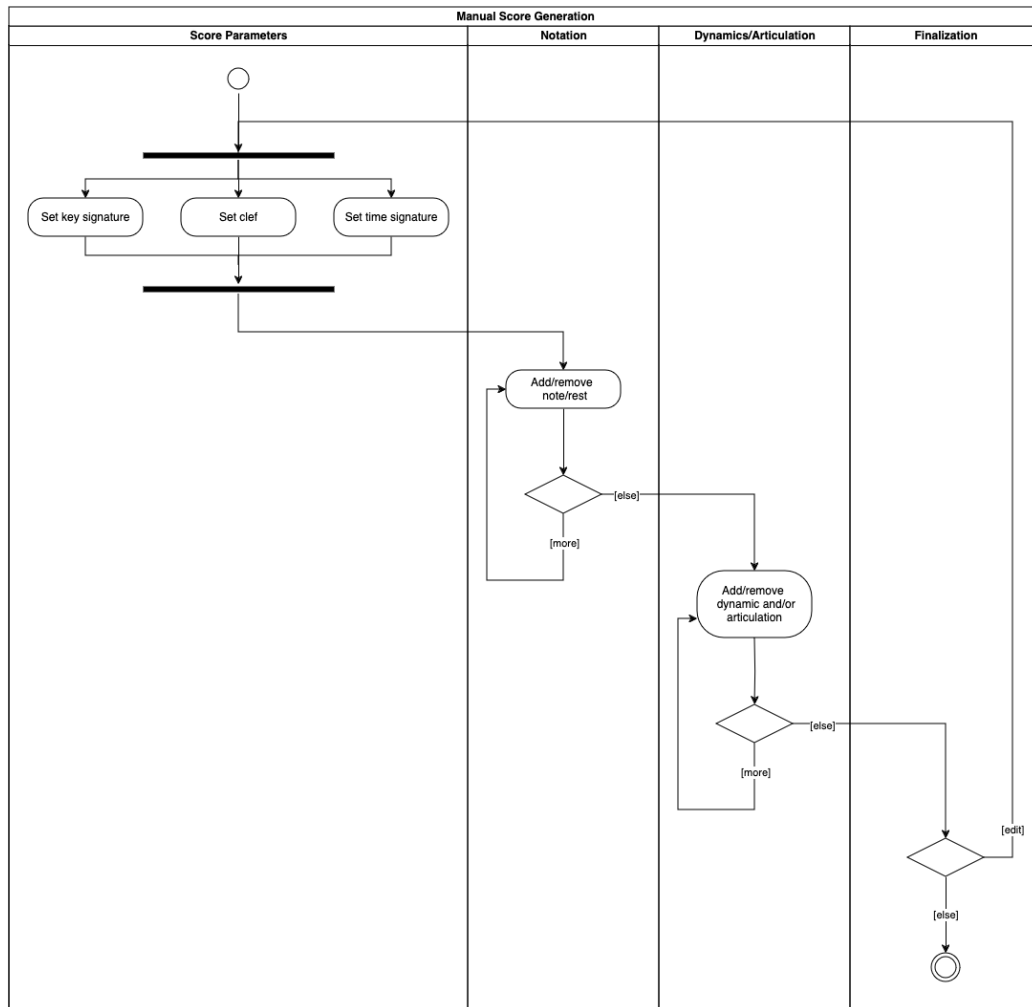 Manual Score Generation
Score Parameters
Notation
Dynamics/Articulation
Finalization
Set key signature
Set clef
Set time signature
Add/remove
note/rest
[else]
[more]
Add/remove
dynamic and/or
articulation
[else]
[more]
[edit]
[else]